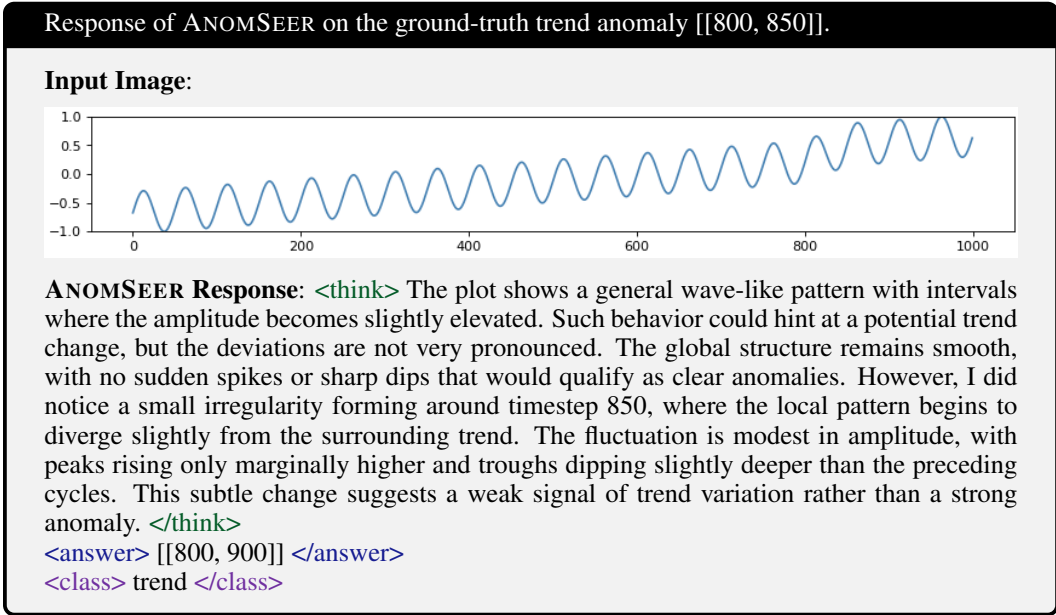 Response of ANOMSEER on the ground-truth trend anomaly [[800, 850]].
Input Image:
1.0
0.5
0.0
−0.5
−1.0
0 200 400 600 800 1000
ANOMSEER Response: <think> The plot shows a general wave-like pattern with intervals
where the amplitude becomes slightly elevated. Such behavior could hint at a potential trend
change, but the deviations are not very pronounced. The global structure remains smooth,
with no sudden spikes or sharp dips that would qualify as clear anomalies. However, I did
notice a small irregularity forming around timestep 850, where the local pattern begins to
diverge slightly from the surrounding trend. The fluctuation is modest in amplitude, with
peaks rising only marginally higher and troughs dipping slightly deeper than the preceding
cycles. This subtle change suggests a weak signal of trend variation rather than a strong
anomaly. </think>
<answer> [[800, 900]] </answer>
<class> trend </class>